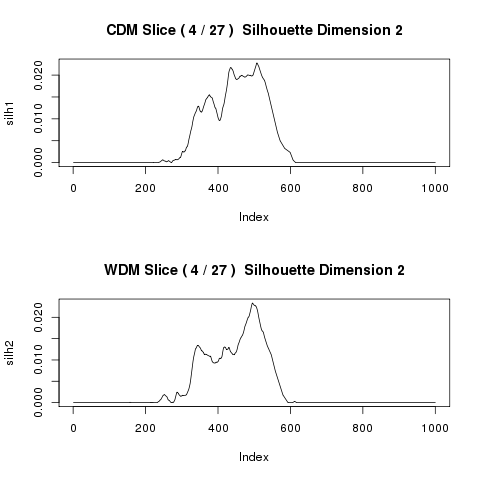 CDM Slice ( 4 / 27 )  Silhouette Dimension 2
silh1
0.000 0.010 0.020
0 200 400 600 800 1000
Index
WDM Slice ( 4 / 27 )  Silhouette Dimension 2
silh2
0.000 0.010 0.020
0 200 400 600 800 1000
Index